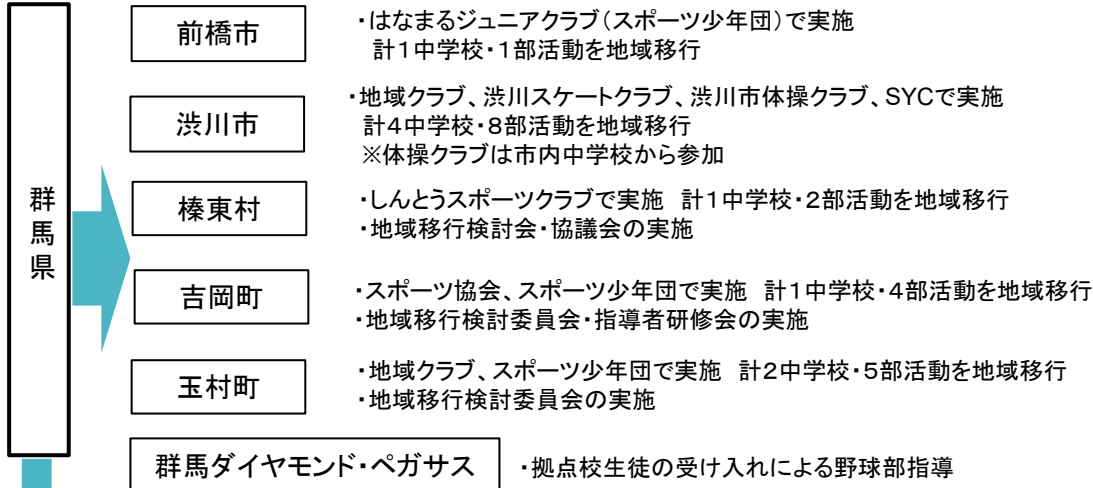 群馬県
前橋市
・はなまるジュニアクラブ（スポーツ少年団）で実施
計１中学校・１部活動を地域移行
渋川市
・地域クラブ、渋川スケートクラブ、渋川市体操クラブ、SYCで実施
計４中学校・８部活動を地域移行
※体操クラブは市内中学校から参加
榛東村
・しんとうスポーツクラブで実施　計１中学校・２部活動を地域移行
・地域移行検討会・協議会の実施
吉岡町
・スポーツ協会、スポーツ少年団で実施　計１中学校・４部活動を地域移行
・地域移行検討委員会・指導者研修会の実施
玉村町
・地域クラブ、スポーツ少年団で実施　計２中学校・５部活動を地域移行
・地域移行検討委員会の実施
群馬ダイヤモンド・ペガサス
・拠点校生徒の受け入れによる野球部指導